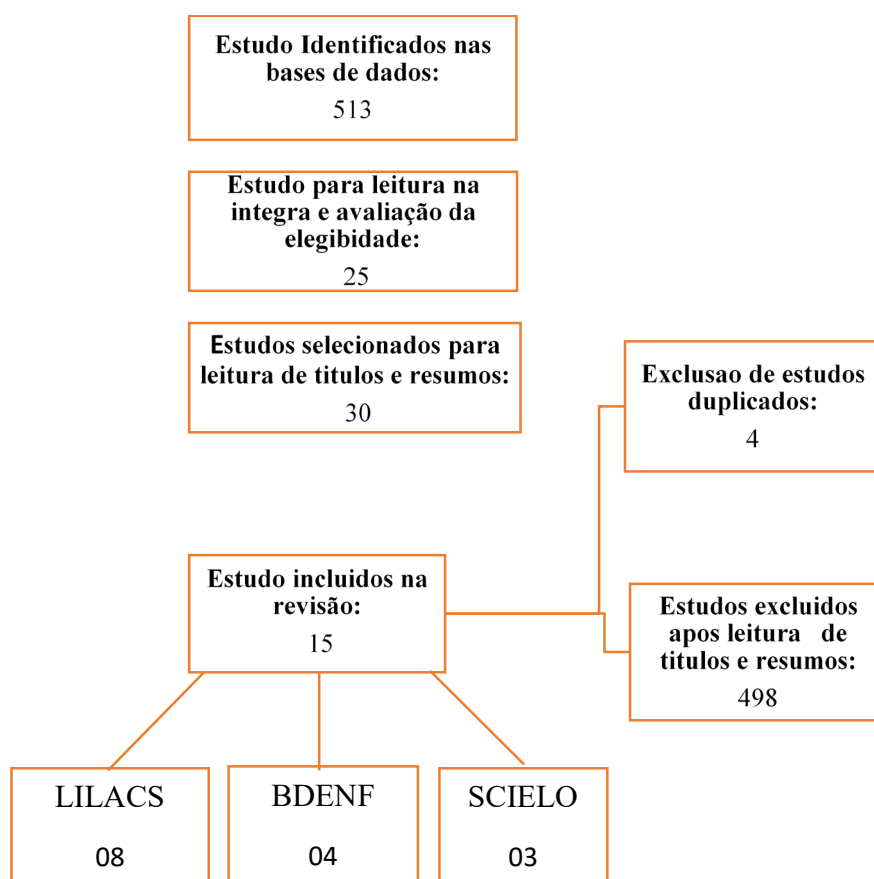 Estudo Identificados nas
bases de dados:
513
Estudo para leitura na
integra e avaliação da
elegibidade:
25
Estudos selecionados para
leitura de titulos e resumos:
30
Exclusao de estudos
duplicados:
4
Estudo incluidos na
revisão:
15
Estudos excluidos
apos leitura de
titulos e resumos:
498
LILACS
08
BDENF
04
SCIELO
03